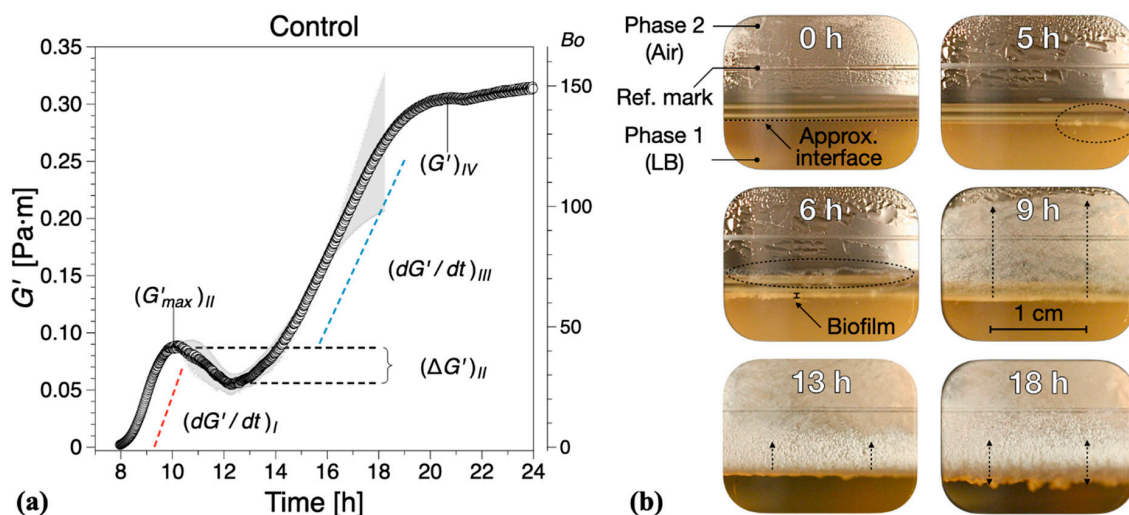 Control
Bo
0.35
0.30
0.25
0.20
0.15
0.10
0.05
0
150
100
50
0
G' [Pa·m]
(G')IV
(dG' / dt)III
(G'max)II
(ΔG')II
(dG' / dt)I
8 10 12 14 16 18 20 22 24
Time [h]
(a)
Phase 2
(Air)
Ref. mark
Phase 1
(LB)
0 h
Approx.
interface
5 h
6 h
Biofilm
9 h
1 cm
13 h
18 h
(b)